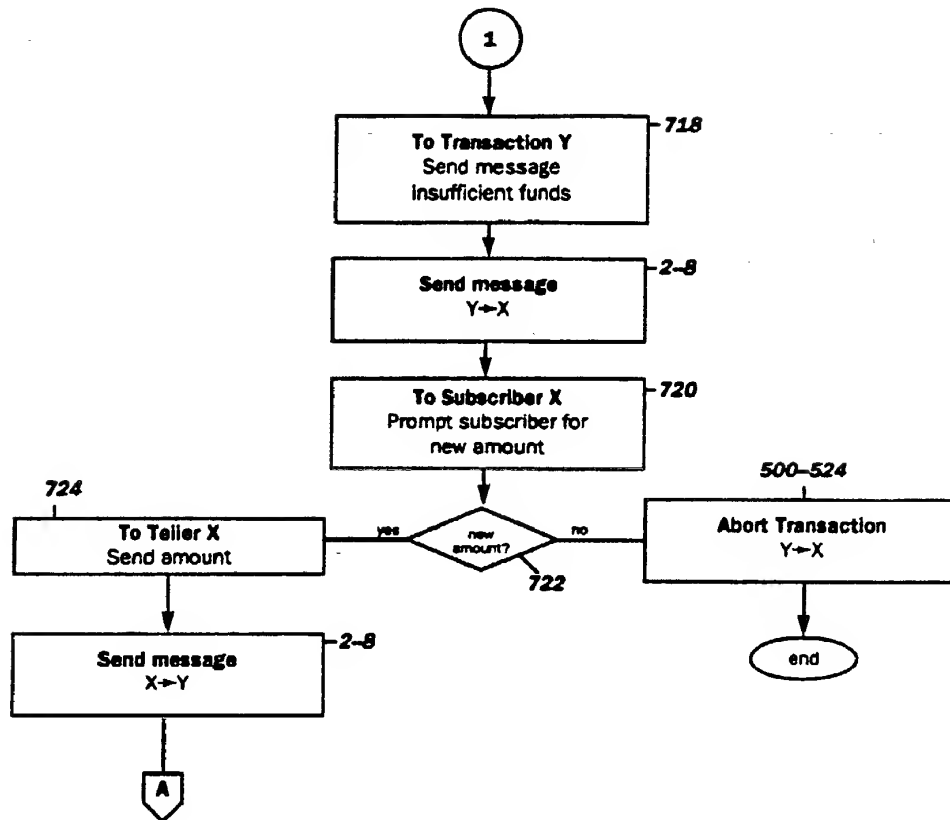 1
718
To Transaction Y
Send message
insufficient funds
2–8
Send message
Y→X
720
To Subscriber X
Prompt subscriber for
new amount
724
To Teller X
Send amount
yes
new
amount?
no
722
500–524
Abort Transaction
Y→X
2–8
Send message
X→Y
end
A